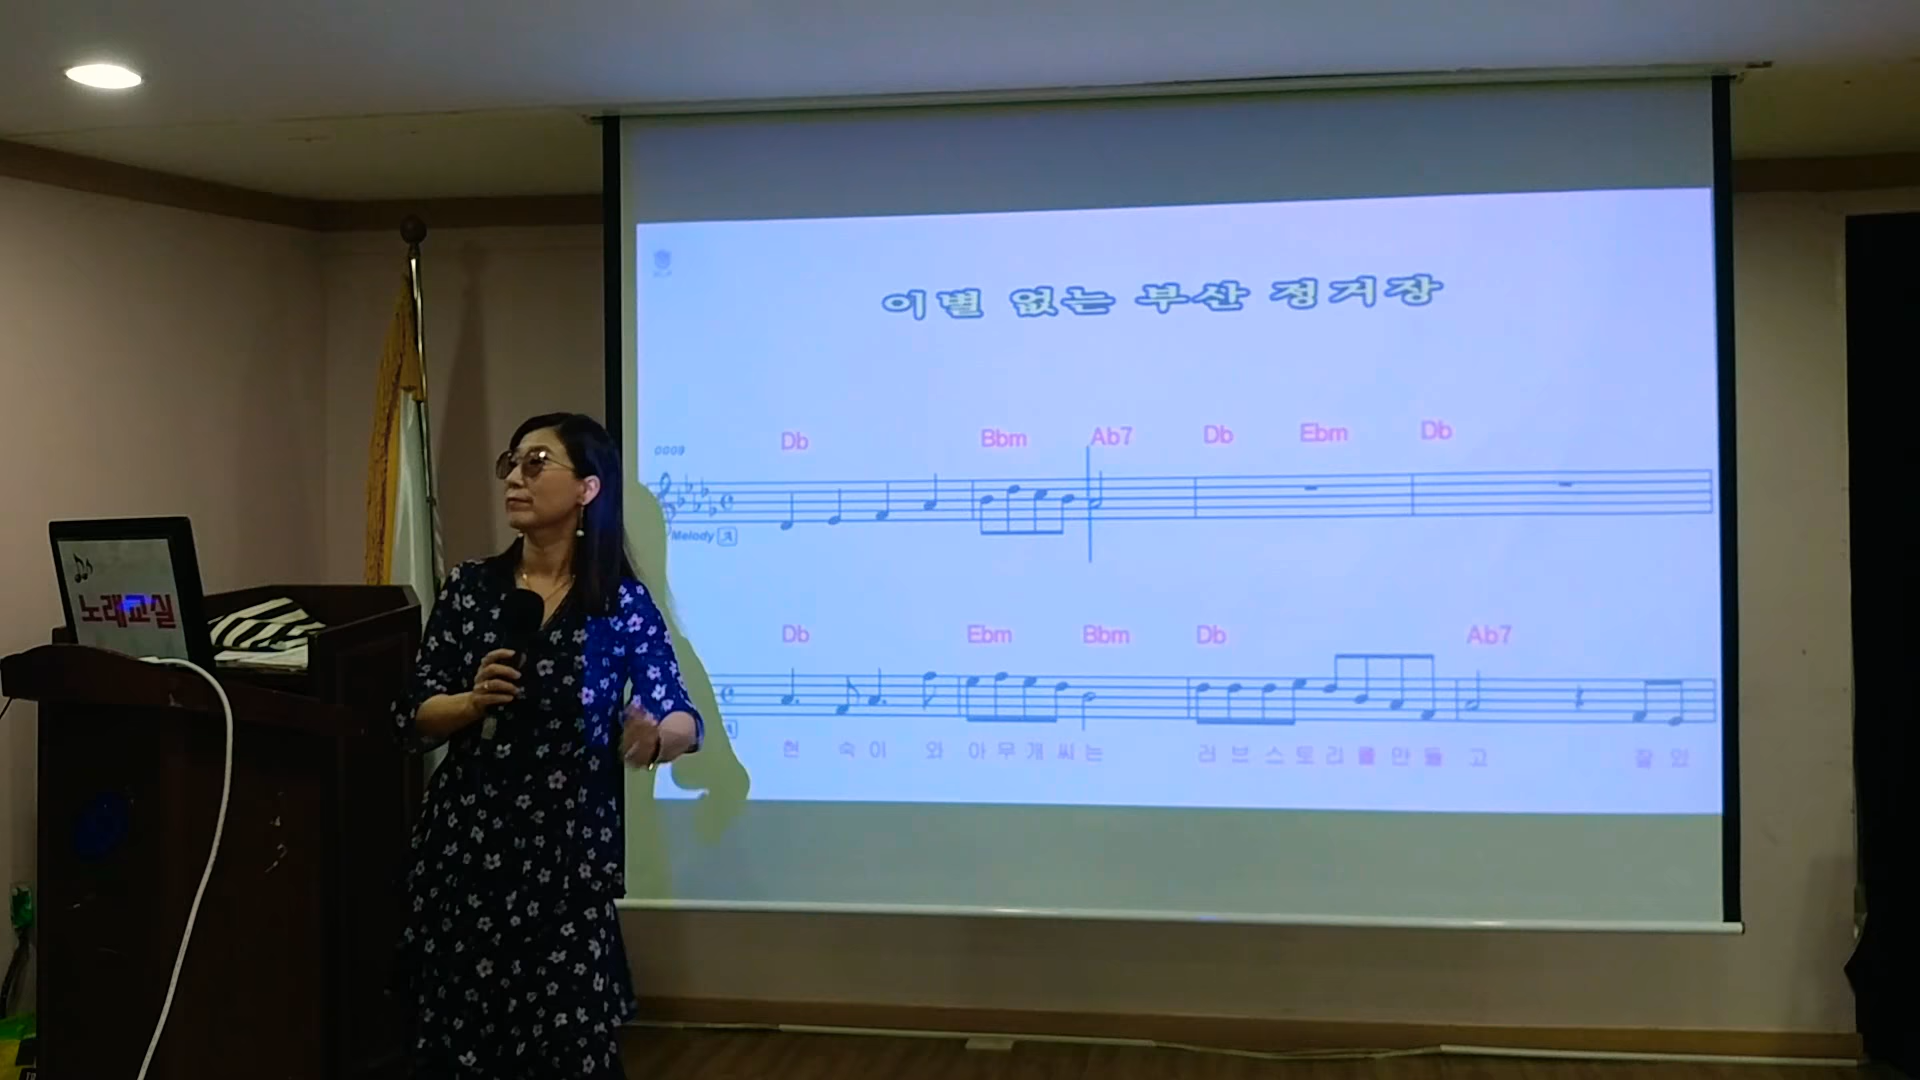 이별 없는 부산 정거장
0009 Db Bbm Ab7 Db Ebm Db
Melody
노래교실
Db Ebm Bbm Db Ab7
현 숙이 와 아무개씨는 러브스토리를만들고 잘있